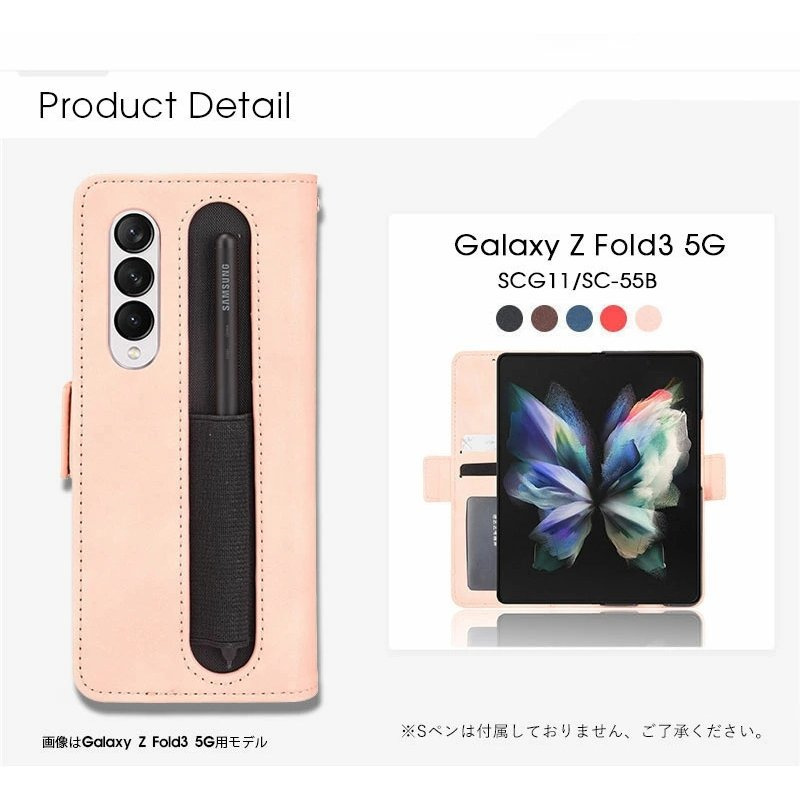 Product Detail
SAMSUNG
Galaxy Z Fold3 5G
SCG11/SC-55B
画像はGalaxy Z Fold3 5G用モデル
※Sペンは付属しておりません、ご了承ください。